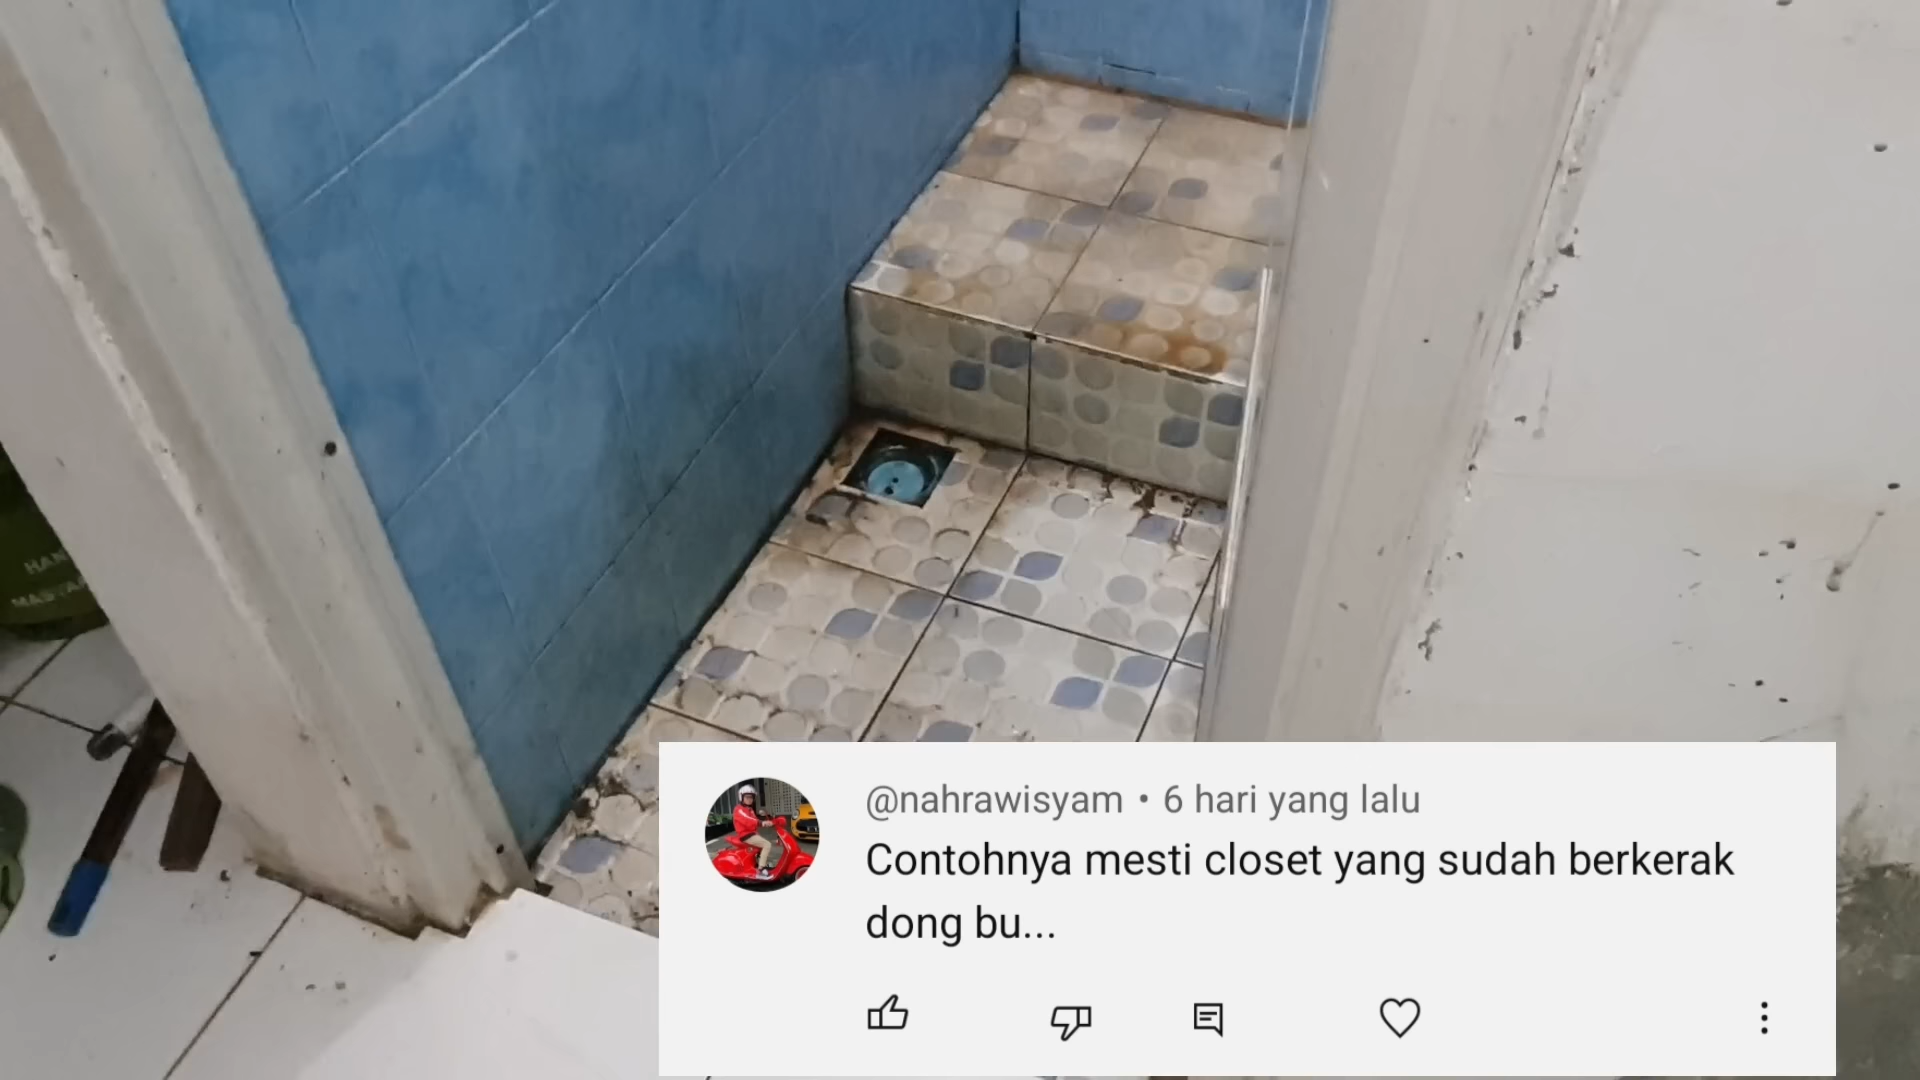 @nahrawisyam • 6 hari yang lalu
Contohnya mesti closet yang sudah berkerak
dong bu...